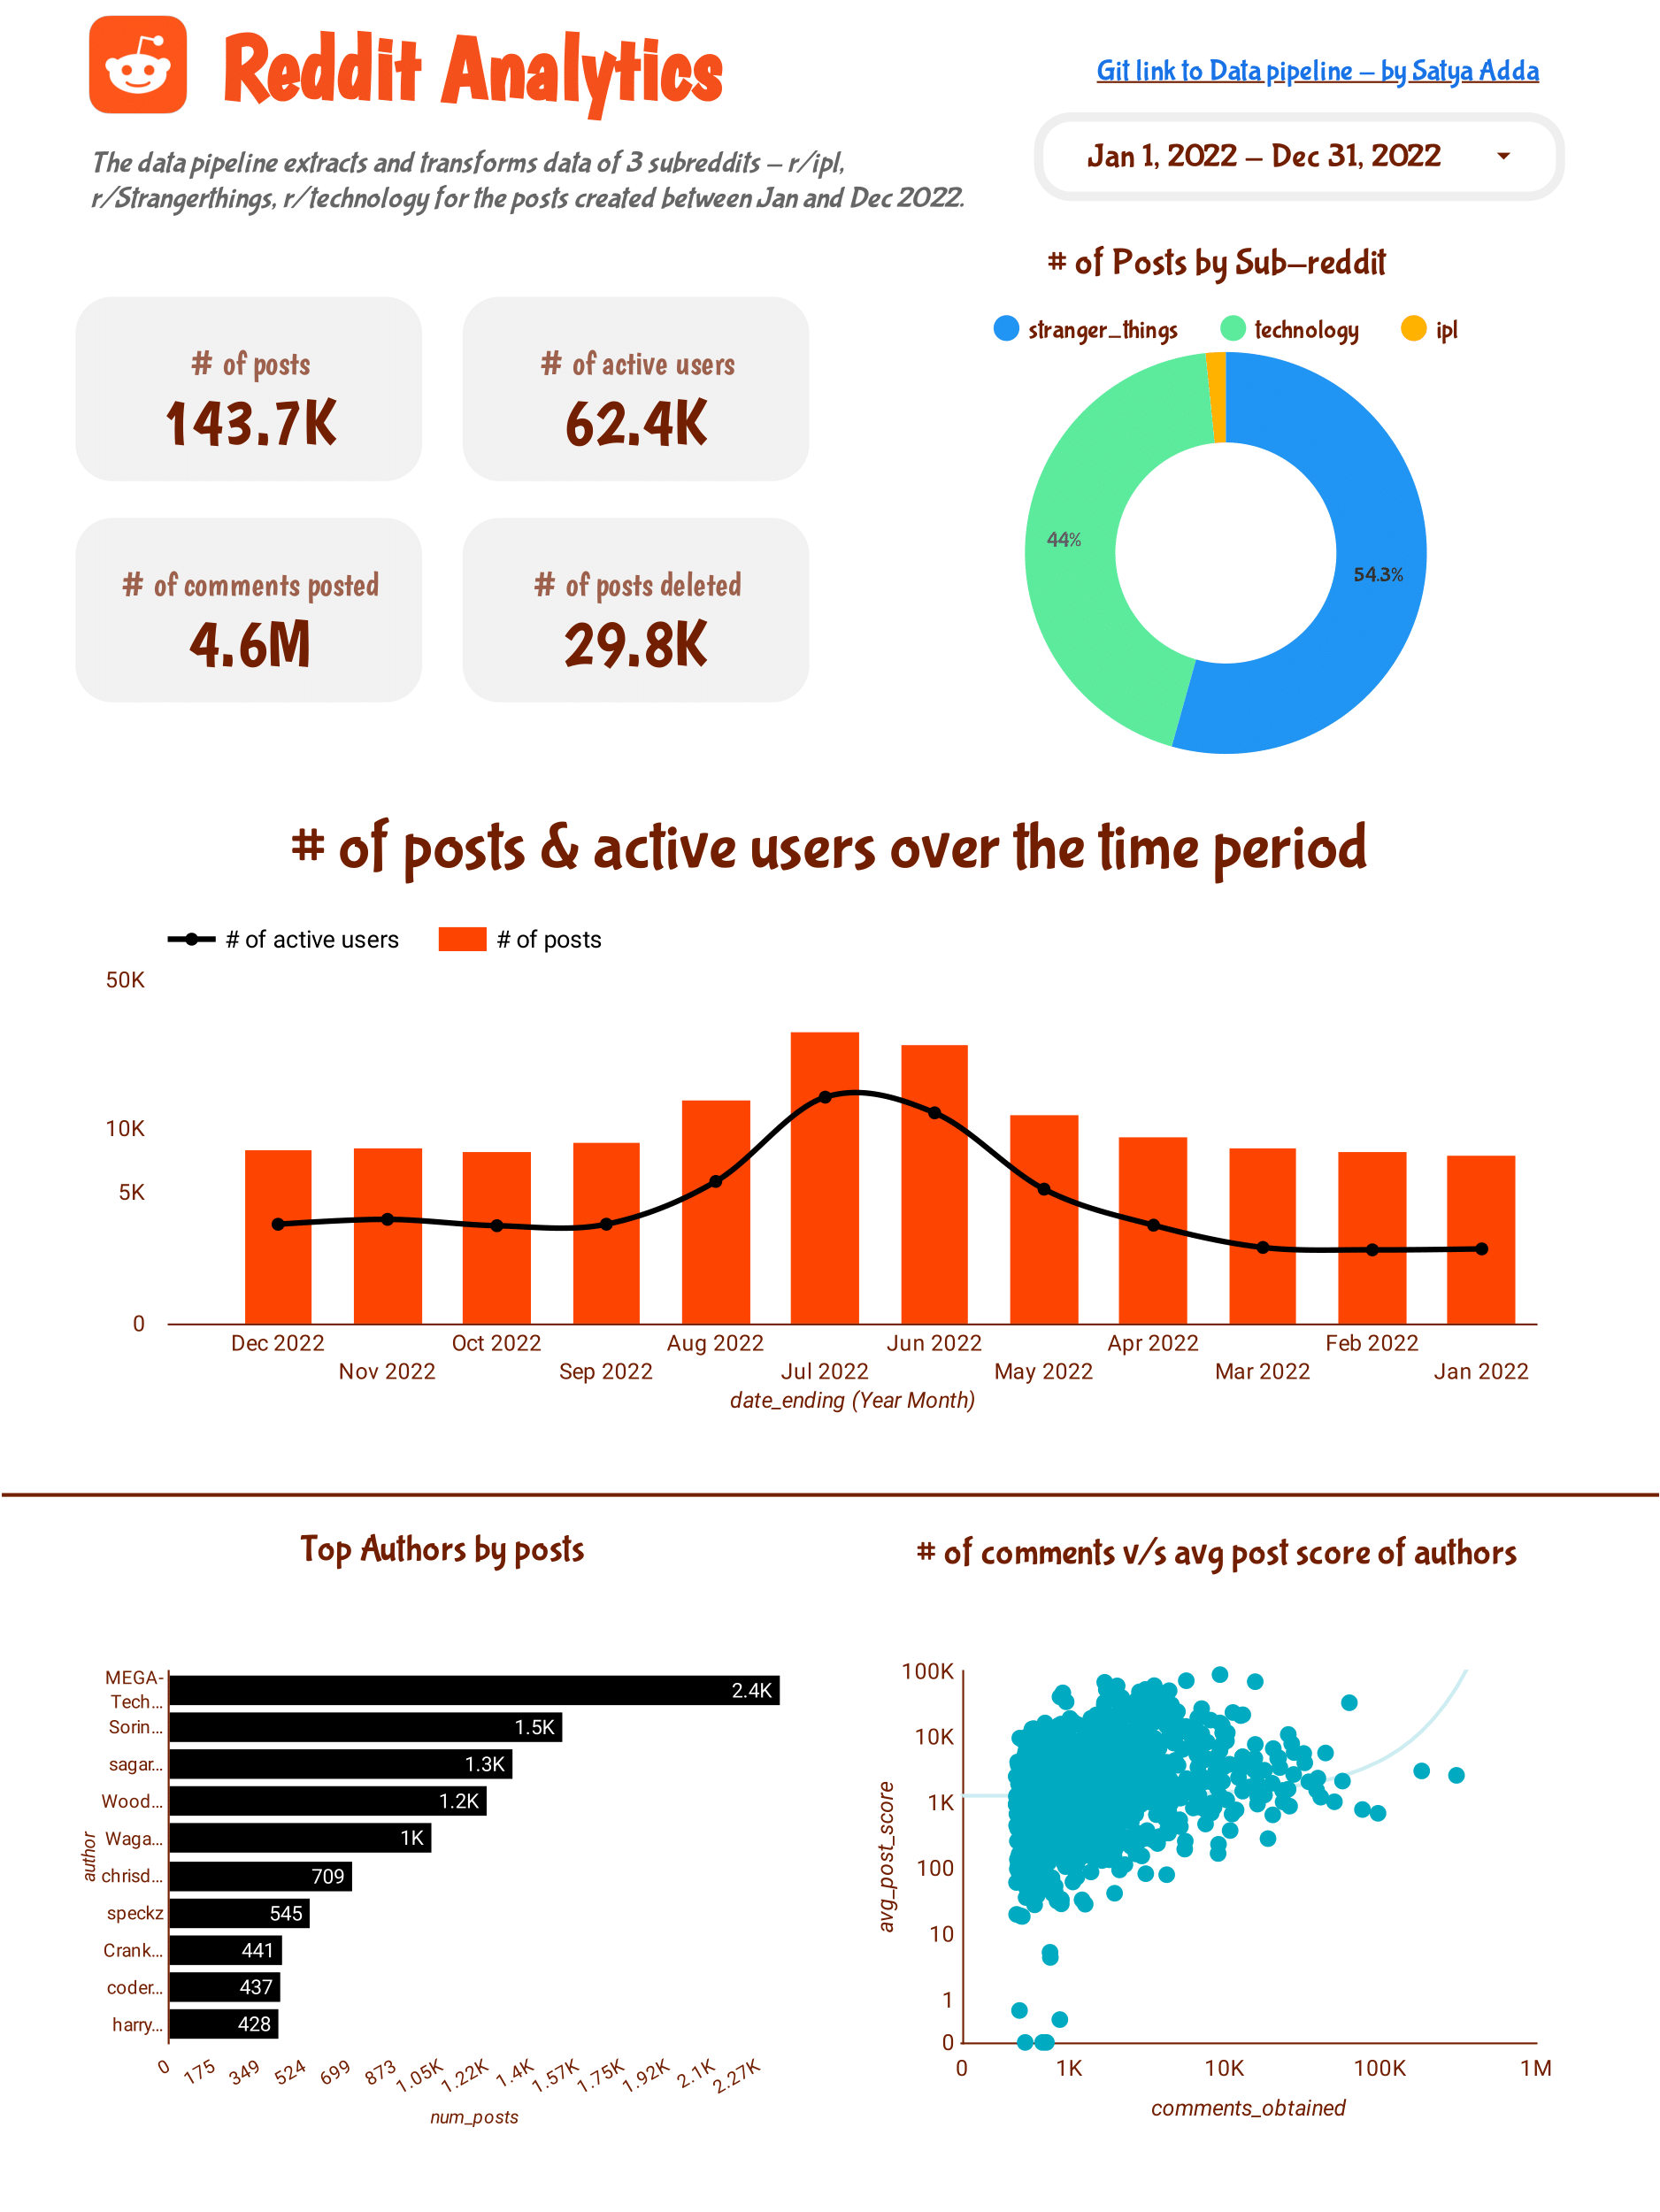 Reddit Analytics
Git link to Data pipeline - by Satya Adda
Jan 1, 2022 - Dec 31, 2022
The data pipeline extracts and transforms data of 3 subreddits - r/ipl,
r/Strangerthings, r/technology for the posts created between Jan and Dec 2022.
# of posts
143.7K
# of active users
62.4K
# of comments posted
4.6M
# of posts deleted
29.8K
# of Posts by Sub-reddit
stranger_things
technology
ipl
44%
54.3%
# of posts & active users over the time period
# of active users
# of posts
50K
10K
5K
0
Dec 2022
Nov 2022
Oct 2022
Sep 2022
Aug 2022
Jul 2022
Jun 2022
May 2022
Apr 2022
Mar 2022
Feb 2022
Jan 2022
date_ending (Year Month)
Top Authors by posts
author
MEGA-
Tech...
2.4K
Sorin...
1.5K
sagar...
1.3K
Wood...
1.2K
Waga...
1K
chrisd...
709
speckz
545
Crank...
441
coder...
437
harry...
428
0
175
349
524
699
873
1.05K
1.22K
1.4K
1.57K
1.75K
1.92K
2.1K
2.27K
num_posts
# of comments v/s avg post score of authors
avg_post_score
100K
10K
1K
100
10
1
0
0
1K
10K
100K
1M
comments_obtained